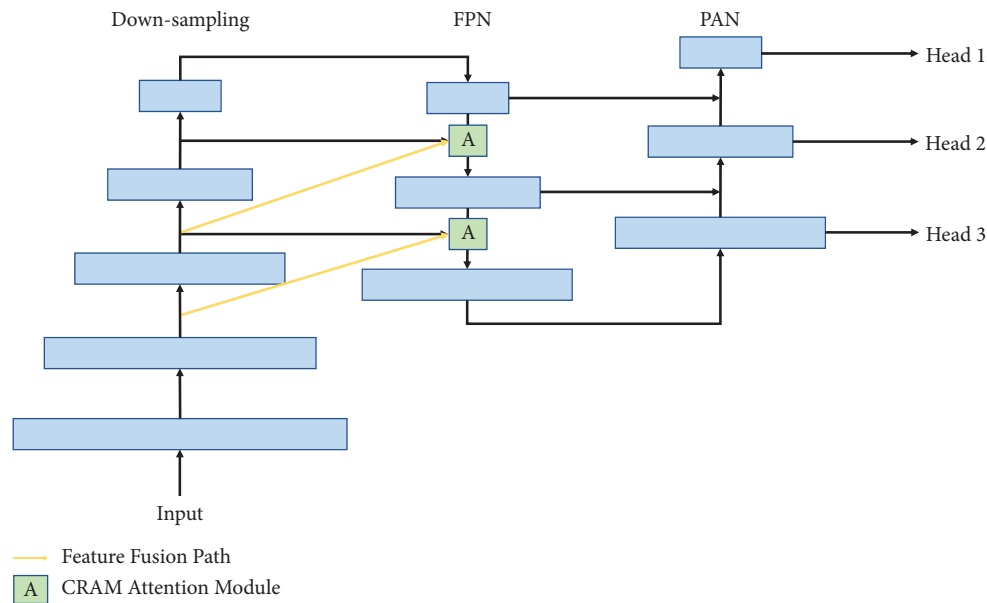 Down-sampling
FPN
PAN
Head 1
A
Head 2
A
Head 3
Input
Feature Fusion Path
A
CRAM Attention Module